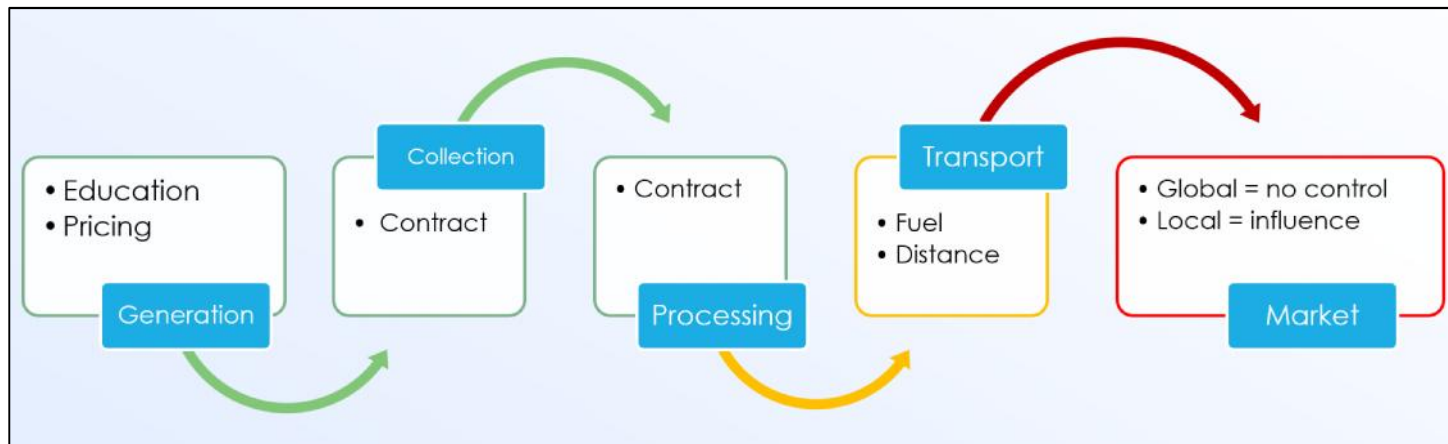 • Education
• Pricing
Generation
Collection
• Contract
• Contract
Processing
Transport
• Fuel
• Distance
• Global = no control
• Local = influence
Market